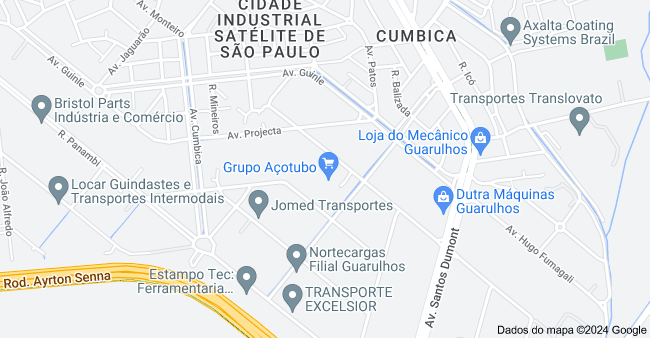 CIDADE
INDUSTRIAL
SATÉLITE DE
SÃO PAULO
CUMBICA
Av. Monteiro
Av. Jaguarão
Av. Guinle
Av. Guinle
Av. Patos
R. Balizada
R. Icó
Axalta Coating
Systems Brazil
Bristol Parts
Indústria e Comércio
R. Mineiros
Av. Cumbica
Av. Projecta
Transportes Translovato
Loja do Mecânico
Guarulhos
R. Panambi
R. João Alfredo
Grupo Açotubo
Locar Guindastes e
Transportes Intermodais
Jomed Transportes
Dutra Máquinas
Guarulhos
Av. Hugo Fumagali
Av. Santos Dumont
Nortecargas
Filial Guarulhos
Rod. Ayrton Senna
Estampo Tec:
Ferramentaria...
TRANSPORTE
EXCELSIOR
Dados do mapa ©2024 Google